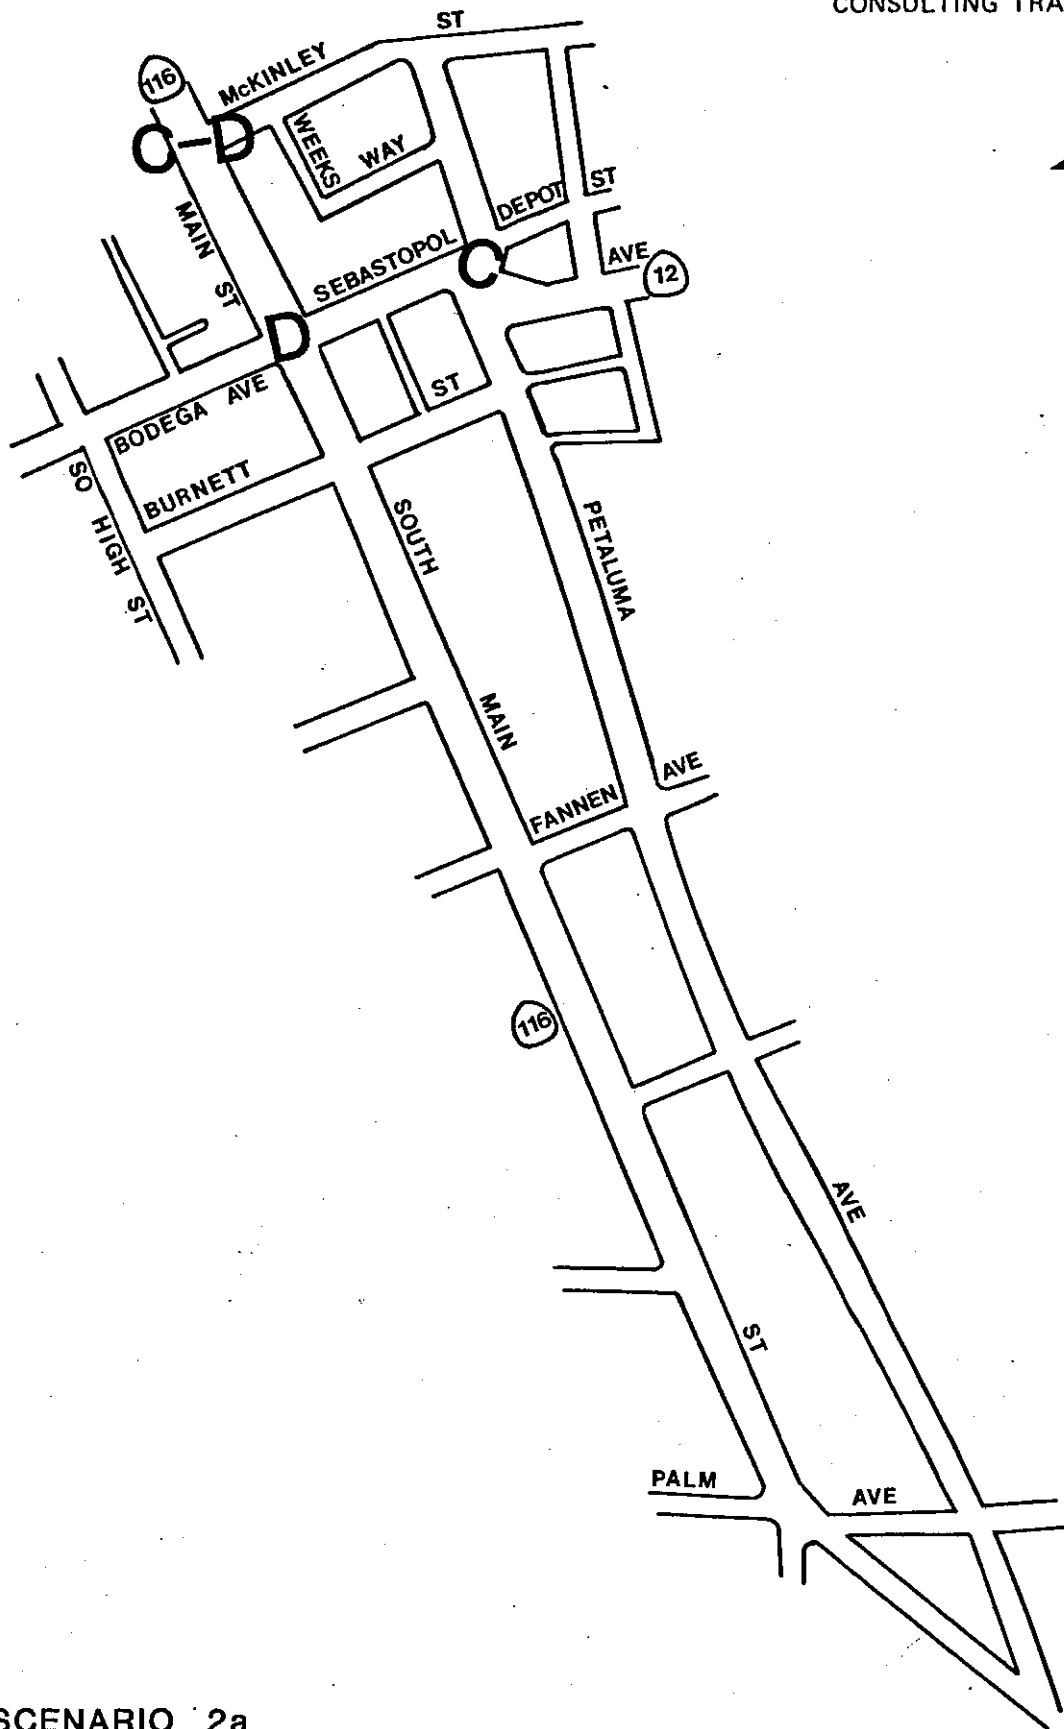 CONSULTING TRA
ST
McKINLEY
116
C-D
WEEKS
WAY
MAIN
ST
DEPOT
ST
SEBASTOPOL
C
AVE
12
D
ST
BODEGA AVE
BURNETT
SO HIGH ST
SOUTH
PETALUMA
MAIN
AVE
FANNEN
116
AVE
ST
PALM
AVE
SCENARIO 2a